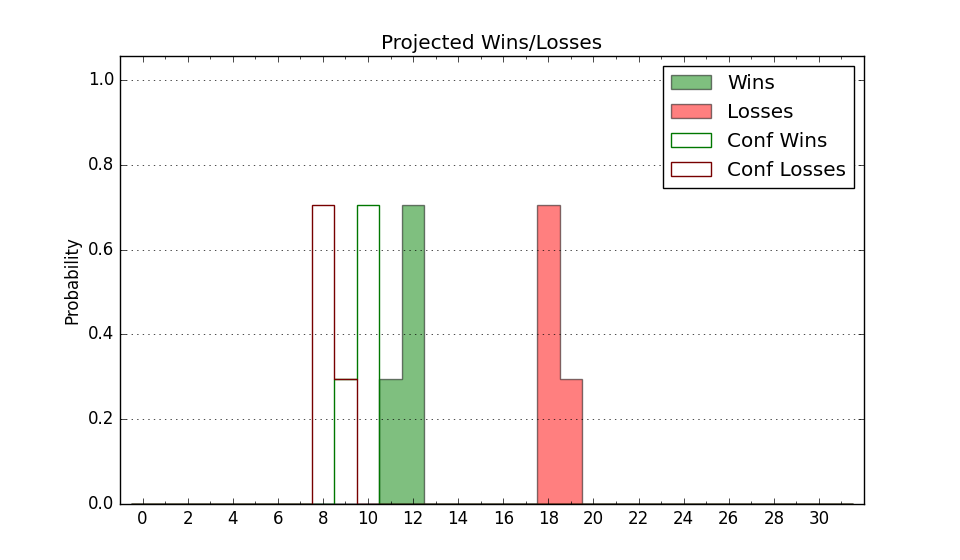 Projected Wins/Losses
Wins
Losses
Conf Wins
Conf Losses
Probability
1.0
0.8
0.6
0.4
0.2
0.0
0 2 4 6 8 10 12 14 16 18 20 22 24 26 28 30